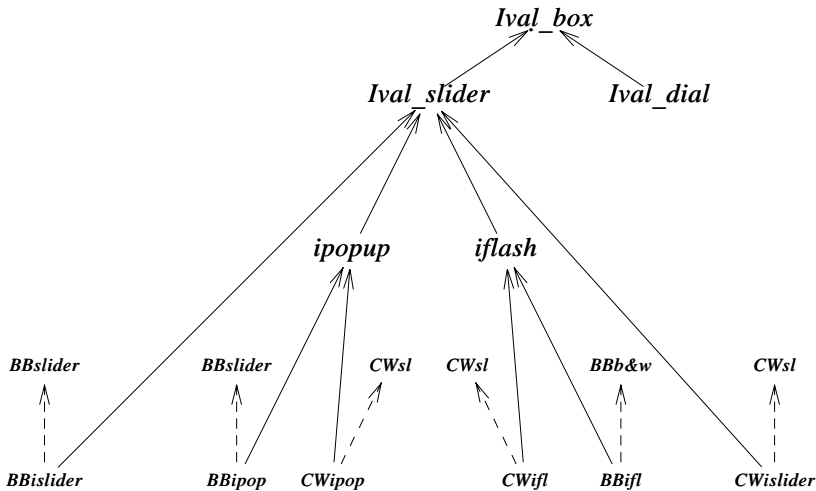 Ival_box
Ival_slider Ival_dial
ipopup iflash
BBslider BBslider CWsl CWsl BBb&w CWsl
BBislider BBipop CWipop CWifl BBifl CWislider